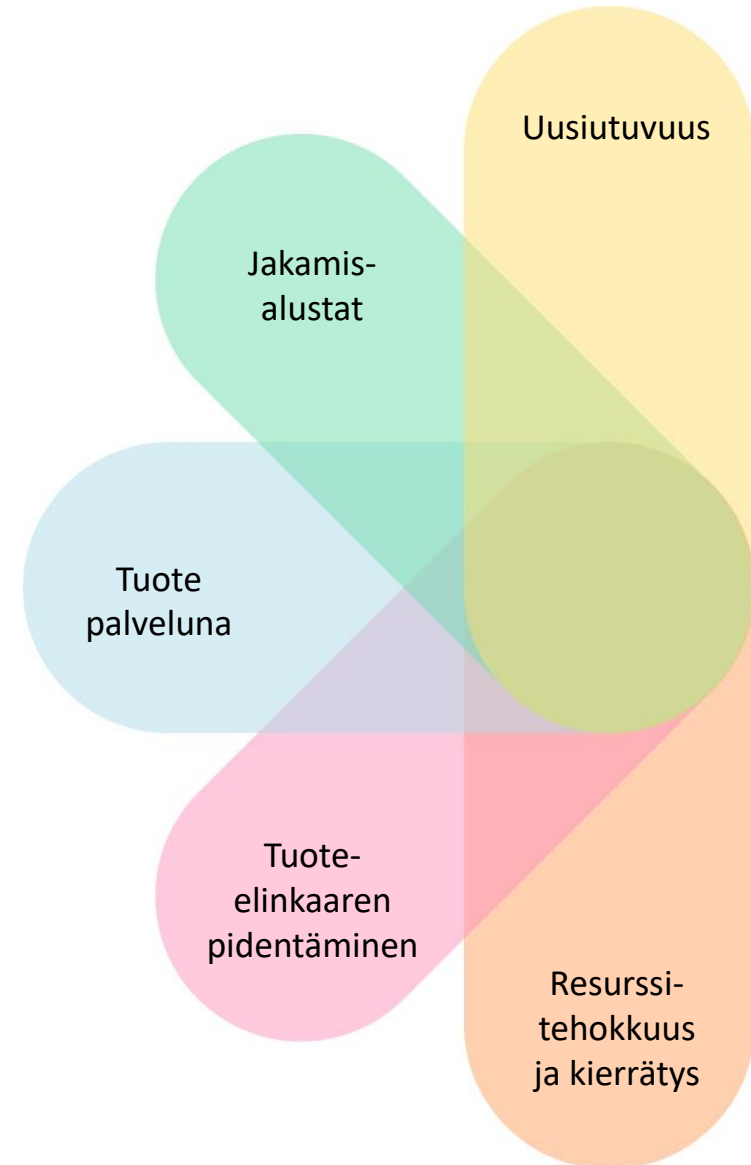 Uusiutuvuus
Jakamis-
alustat
Tuote
palveluna
Tuote-
elinkaaren
pidentäminen
Resurssi-
tehokkuus
ja kierrätys